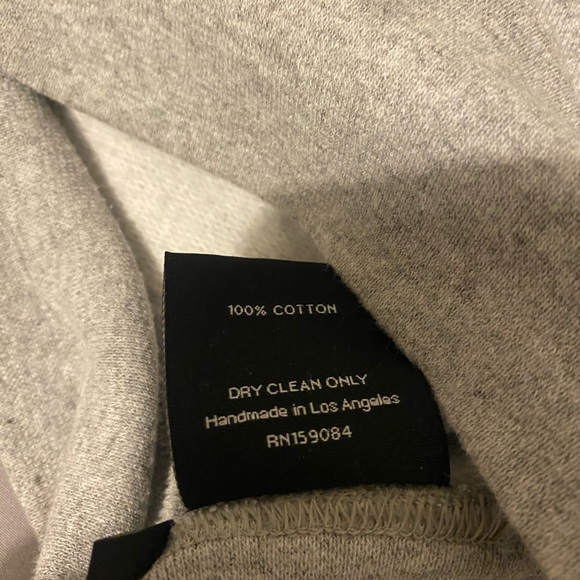 100% COTTON
DRY CLEAN ONLY
Handmade in Los Angeles
RN159084